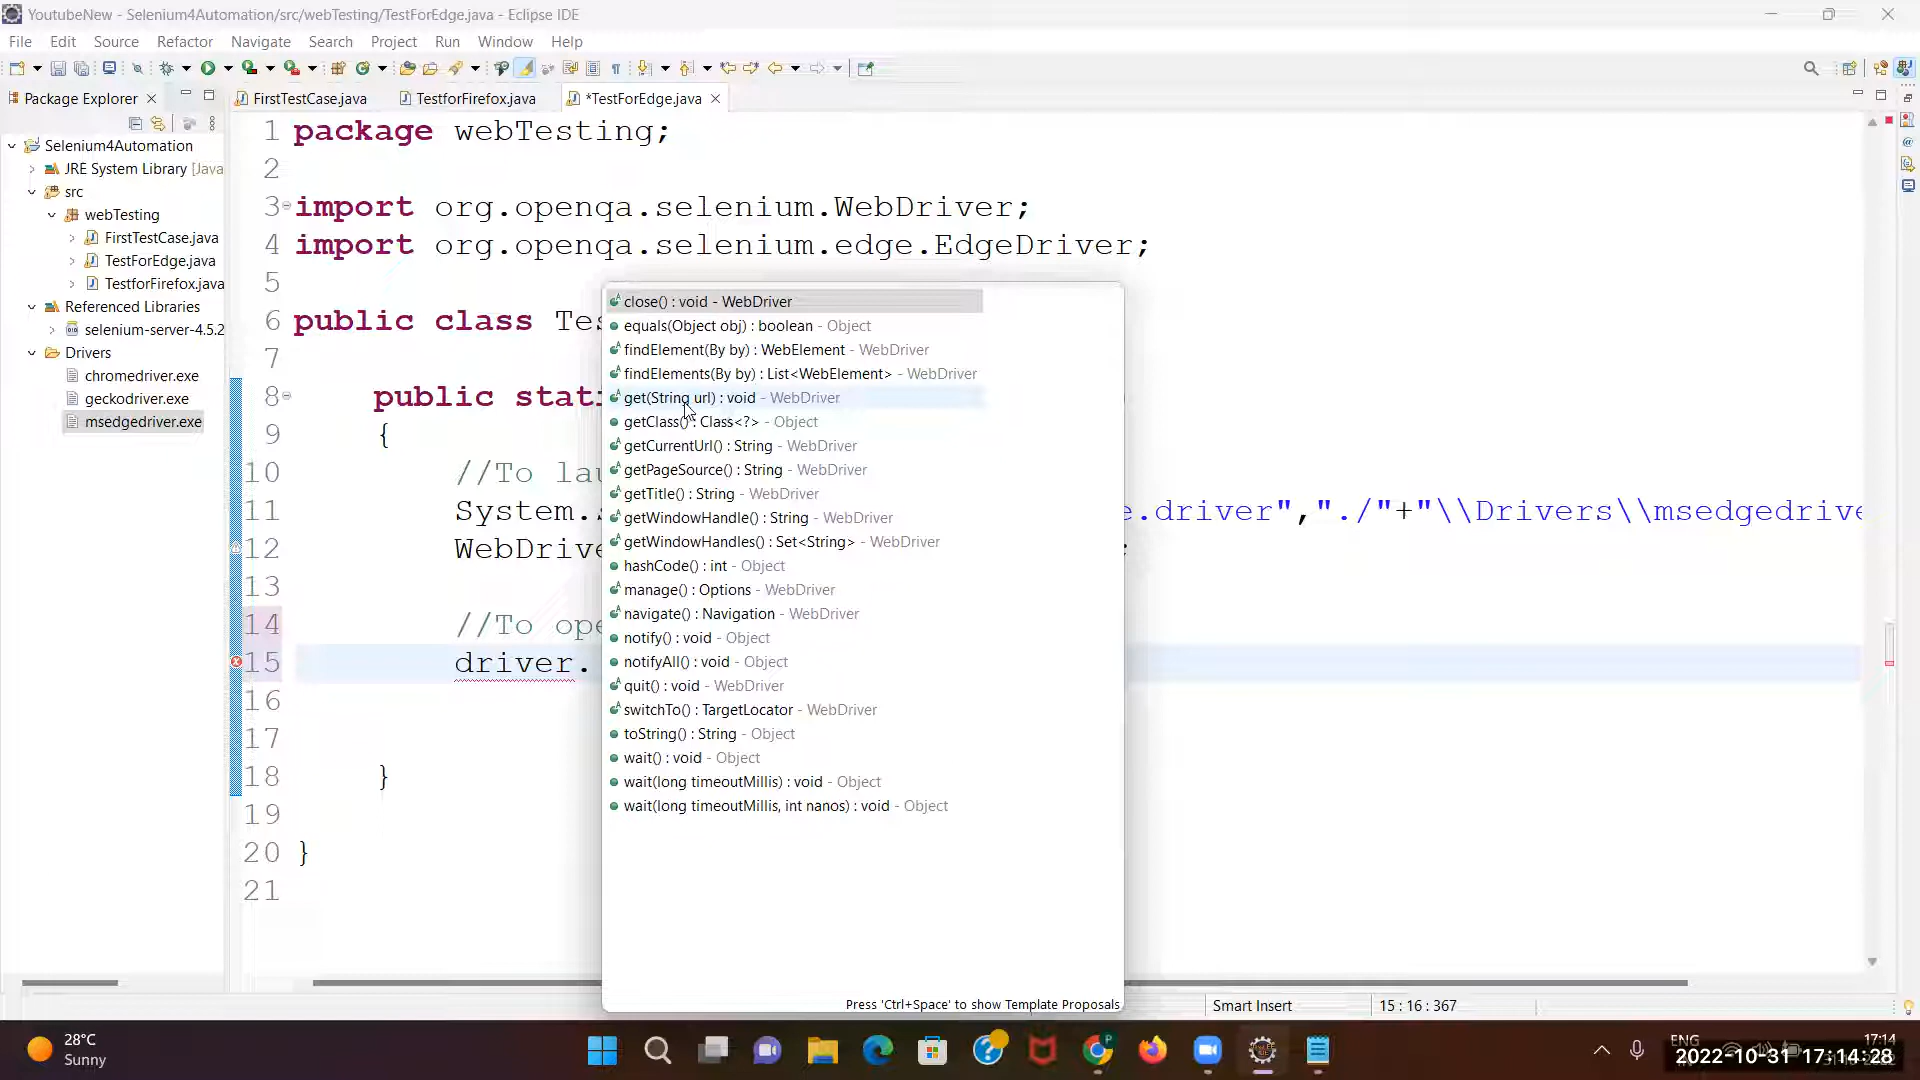 YoutubeNew - Selenium4Automation/src/webTesting/TestForEdge.java - Eclipse IDE
File Edit Source Refactor Navigate Search Project Run Window Help
Package Explorer
FirstTestCase.java TestforFirefox.java *TestForEdge.java
Selenium4Automation
JRE System Library [Java
src
webTesting
FirstTestCase.java
TestForEdge.java
TestforFirefox.java
Referenced Libraries
selenium-server-4.5.2
Drivers
chromedriver.exe
geckodriver.exe
msedgedriver.exe
1 package webTesting;
2
3 import org.openqa.selenium.WebDriver;
4 import org.openqa.selenium.edge.EdgeDriver;
5
6 public class Tes
7
8 public stati
9 {
10 //To lau
11 System.s e.driver","./"+"\\Drivers\\msedgedrive
12 WebDrive ;
13
14 //To ope
15 driver.
16
17
18 }
19
20 }
21
close() : void - WebDriver
equals(Object obj) : boolean - Object
findElement(By by) : WebElement - WebDriver
findElements(By by) : List<WebElement> - WebDriver
get(String url) : void - WebDriver
getClass() : Class<?> - Object
getCurrentUrl() : String - WebDriver
getPageSource() : String - WebDriver
getTitle() : String - WebDriver
getWindowHandle() : String - WebDriver
getWindowHandles() : Set<String> - WebDriver
hashCode() : int - Object
manage() : Options - WebDriver
navigate() : Navigation - WebDriver
notify() : void - Object
notifyAll() : void - Object
quit() : void - WebDriver
switchTo() : TargetLocator - WebDriver
toString() : String - Object
wait() : void - Object
wait(long timeoutMillis) : void - Object
wait(long timeoutMillis, int nanos) : void - Object
Press 'Ctrl+Space' to show Template Proposals
Smart Insert 15 : 16 : 367
28°C
Sunny
ENG
17:14
2022-10-31 17:14:28